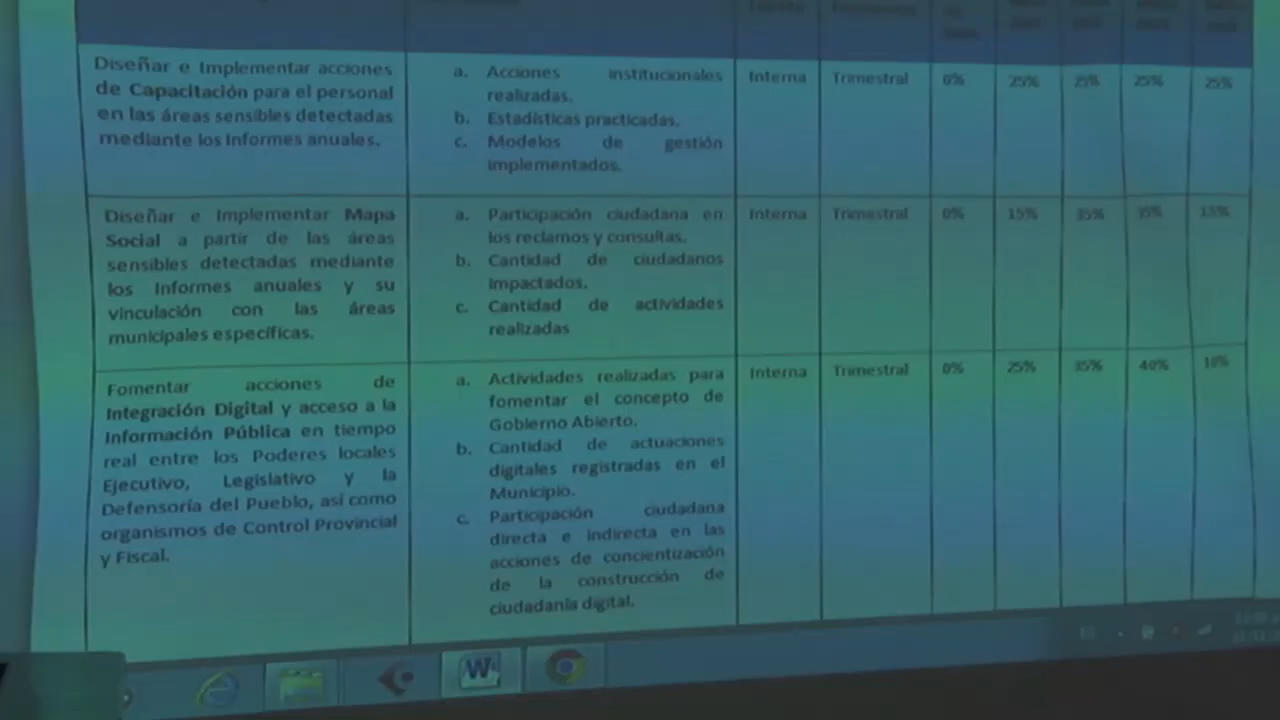 Diseñar e Implementar acciones
de Capacitación para el personal
en las áreas sensibles detectadas
mediante los Informes anuales.
a. Acciones institucionales
realizadas.
b. Estadísticas practicadas.
c. Modelos de gestión
implementados.
Interna
Trimestral
0%
25%
25%
25%
25%
Diseñar e Implementar Mapa
Social a partir de las áreas
sensibles detectadas mediante
los Informes anuales y su
vinculación con las áreas
municipales específicas.
a. Participación ciudadana en
los reclamos y consultas.
b. Cantidad de ciudadanos
impactados.
c. Cantidad de actividades
realizadas
Interna
Trimestral
0%
15%
35%
35%
15%
Fomentar acciones de
Integración Digital y acceso a la
Información Pública en tiempo
real entre los Poderes locales
Ejecutivo, Legislativo y la
Defensoría del Pueblo, así como
organismos de Control Provincial
y Fiscal.
a. Actividades realizadas para
fomentar el concepto de
Gobierno Abierto.
b. Cantidad de actuaciones
digitales registradas en el
Municipio.
c. Participación ciudadana
directa e indirecta en las
acciones de concientización
de la construcción de
ciudadanía digital.
Interna
Trimestral
0%
25%
35%
40%
10%